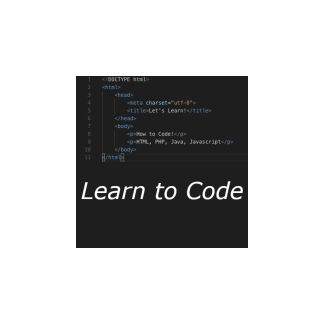 1 <!DOCTYPE html>
2 <html>
3 <head>
4 <meta charset="utf-8">
5 <title>Let's Learn!</title>
6 </head>
7 <body>
8 <p>How to Code!</p>
9 <p>HTML, PHP, Java, Javascript</p>
10 </body>
11 </html>
Learn to Code